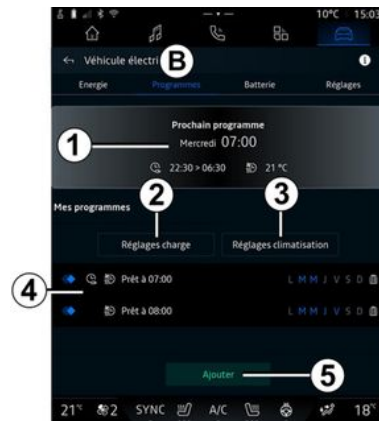 10°C 15:03
Véhicule électri B
Energie Programmes Batterie Réglages
Prochain programme
1 Mercredi 07:00
22:30 > 06:30 21 °C
Mes programmes 2 3
Réglages charge Réglages climatisation
4 Prêt à 07:00 L M M J V S D
Prêt à 08:00 L M M J V S D
Ajouter 5
21° 2 SYNC A/C 18°